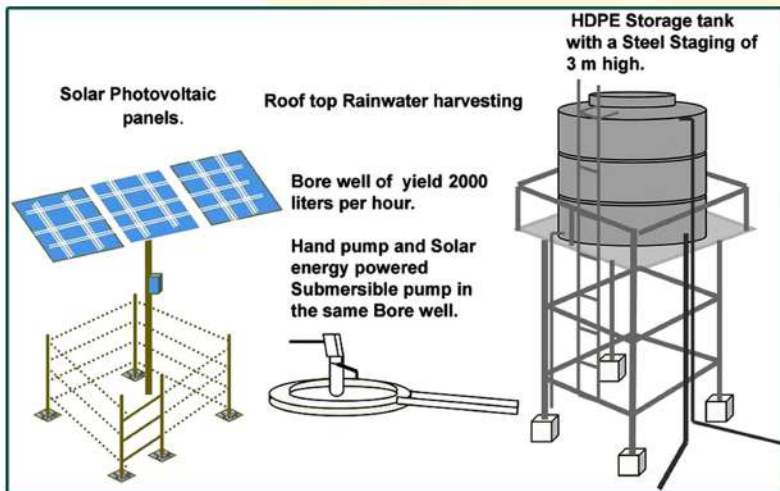 Solar Photovoltaic
panels.
Roof top Rainwater harvesting
Bore well of yield 2000
liters per hour.
Hand pump and Solar
energy powered
Submersible pump in
the same Bore well.
HDPE Storage tank
with a Steel Staging of
3 m high.